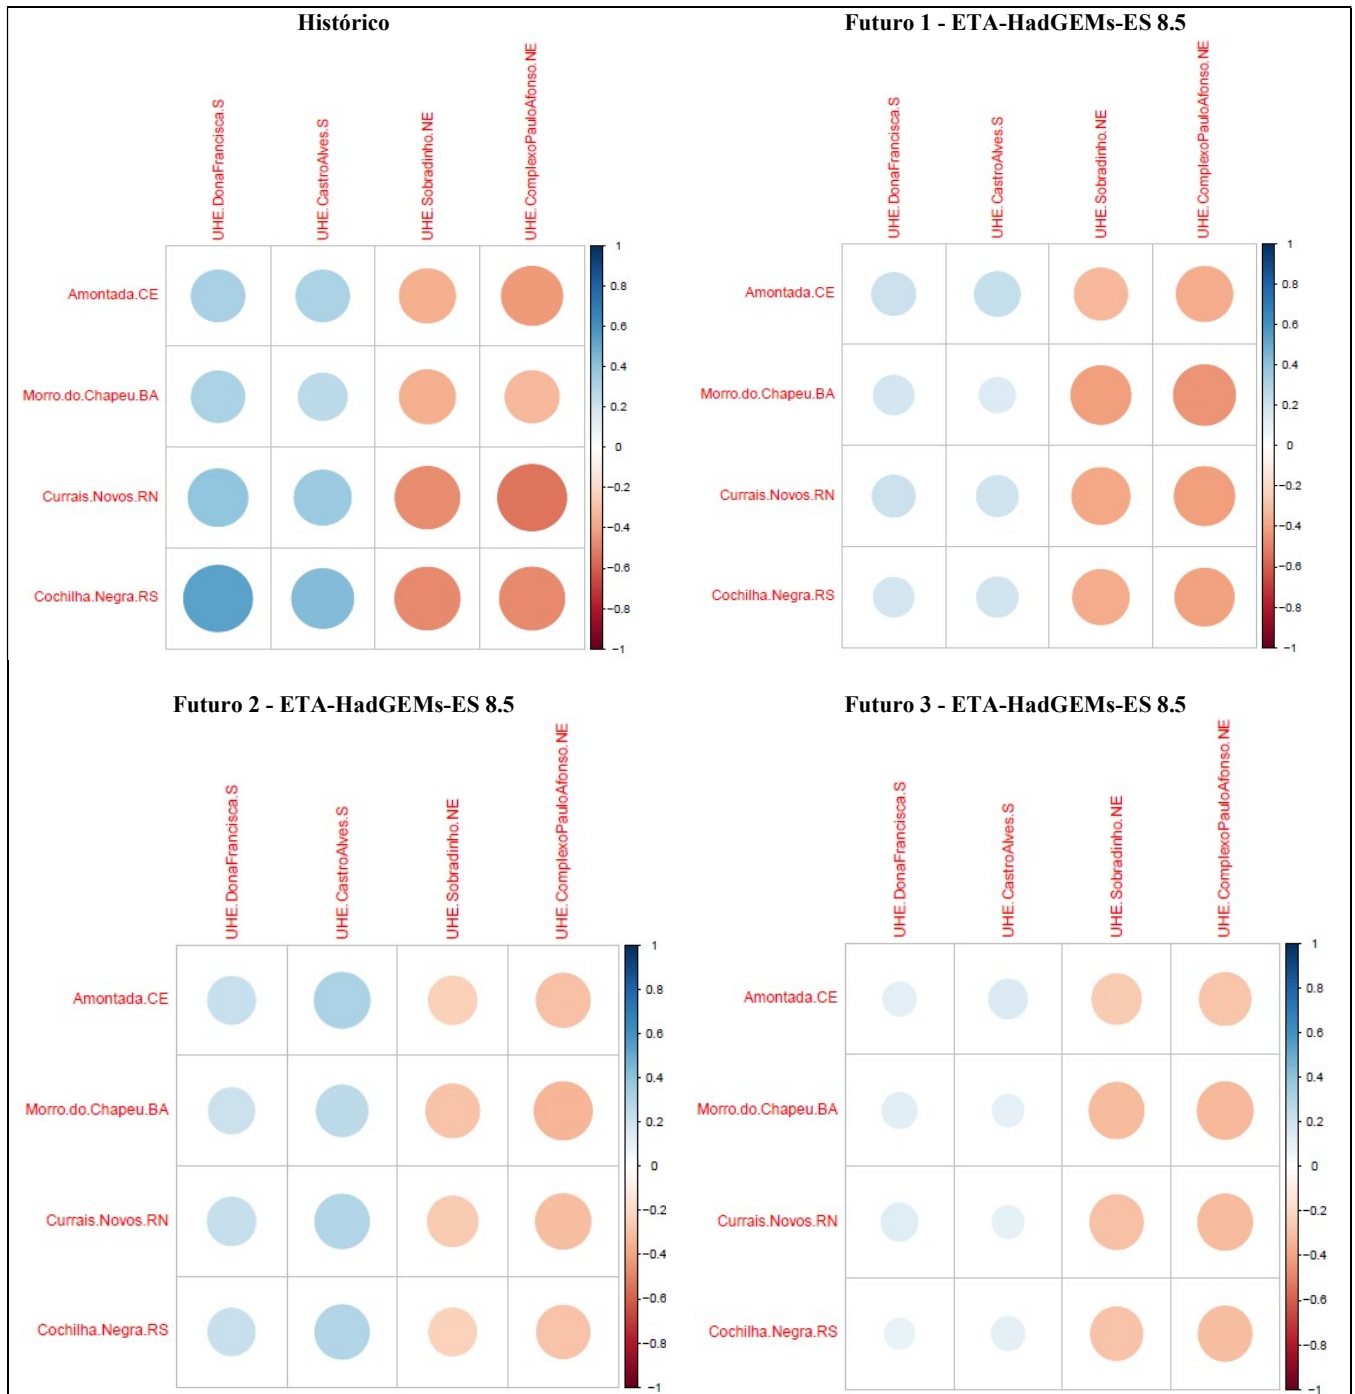 Histórico
UHE.DonaFrancisca.S
UHE.CastroAlves.S
UHE.Sobradinho.NE
UHE.ComplexoPauloAfonso.NE
Amontada.CE
Morro.do.Chapeu.BA
Currais.Novos.RN
Cochilha.Negra.RS
1
0.8
0.6
0.4
0.2
0
−0.2
−0.4
−0.6
−0.8
−1
Futuro 1 - ETA-HadGEMs-ES 8.5
UHE.DonaFrancisca.S
UHE.CastroAlves.S
UHE.Sobradinho.NE
UHE.ComplexoPauloAfonso.NE
Amontada.CE
Morro.do.Chapeu.BA
Currais.Novos.RN
Cochilha.Negra.RS
1
0.8
0.6
0.4
0.2
0
−0.2
−0.4
−0.6
−0.8
−1
Futuro 2 - ETA-HadGEMs-ES 8.5
UHE.DonaFrancisca.S
UHE.CastroAlves.S
UHE.Sobradinho.NE
UHE.ComplexoPauloAfonso.NE
Amontada.CE
Morro.do.Chapeu.BA
Currais.Novos.RN
Cochilha.Negra.RS
1
0.8
0.6
0.4
0.2
0
−0.2
−0.4
−0.6
−0.8
−1
Futuro 3 - ETA-HadGEMs-ES 8.5
UHE.DonaFrancisca.S
UHE.CastroAlves.S
UHE.Sobradinho.NE
UHE.ComplexoPauloAfonso.NE
Amontada.CE
Morro.do.Chapeu.BA
Currais.Novos.RN
Cochilha.Negra.RS
1
0.8
0.6
0.4
0.2
0
−0.2
−0.4
−0.6
−0.8
−1